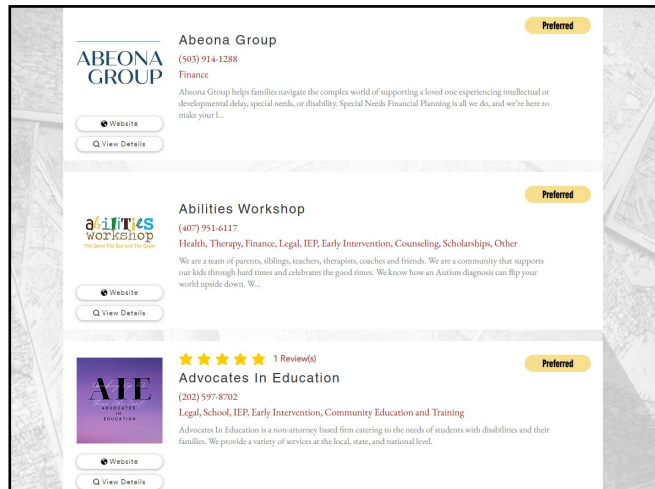 Preferred
ABEONA
GROUP
Abeona Group
(503) 914-1288
Finance
Abeona Group helps families navigate the complex world of supporting a loved one experiencing intellectual or
developmental delay, special needs, or disability. Special Needs Financial Planning is all we do, and we're here to
make your l...
Website
View Details
Preferred
abilities
workshop
The Good The Bad and The Quirky
Abilities Workshop
(407) 951-6117
Health, Therapy, Finance, Legal, IEP, Early Intervention, Counseling, Scholarships, Other
We are a team of parents, siblings, teachers, therapists, coaches and friends. We are a community that supports
our kids through hard times and celebrates the good times. We know how an Autism diagnosis can flip your
world upside down. W...
Website
View Details
1 Review(s)
Preferred
AIE
ADVOCATES
IN
EDUCATION
Advocates In Education
(202) 597-8702
Legal, School, IEP, Early Intervention, Community Education and Training
Advocates In Education is a non-attorney based firm catering to the needs of students with disabilities and their
families. We provide a variety of services at the local, state, and national level.
Website
View Details